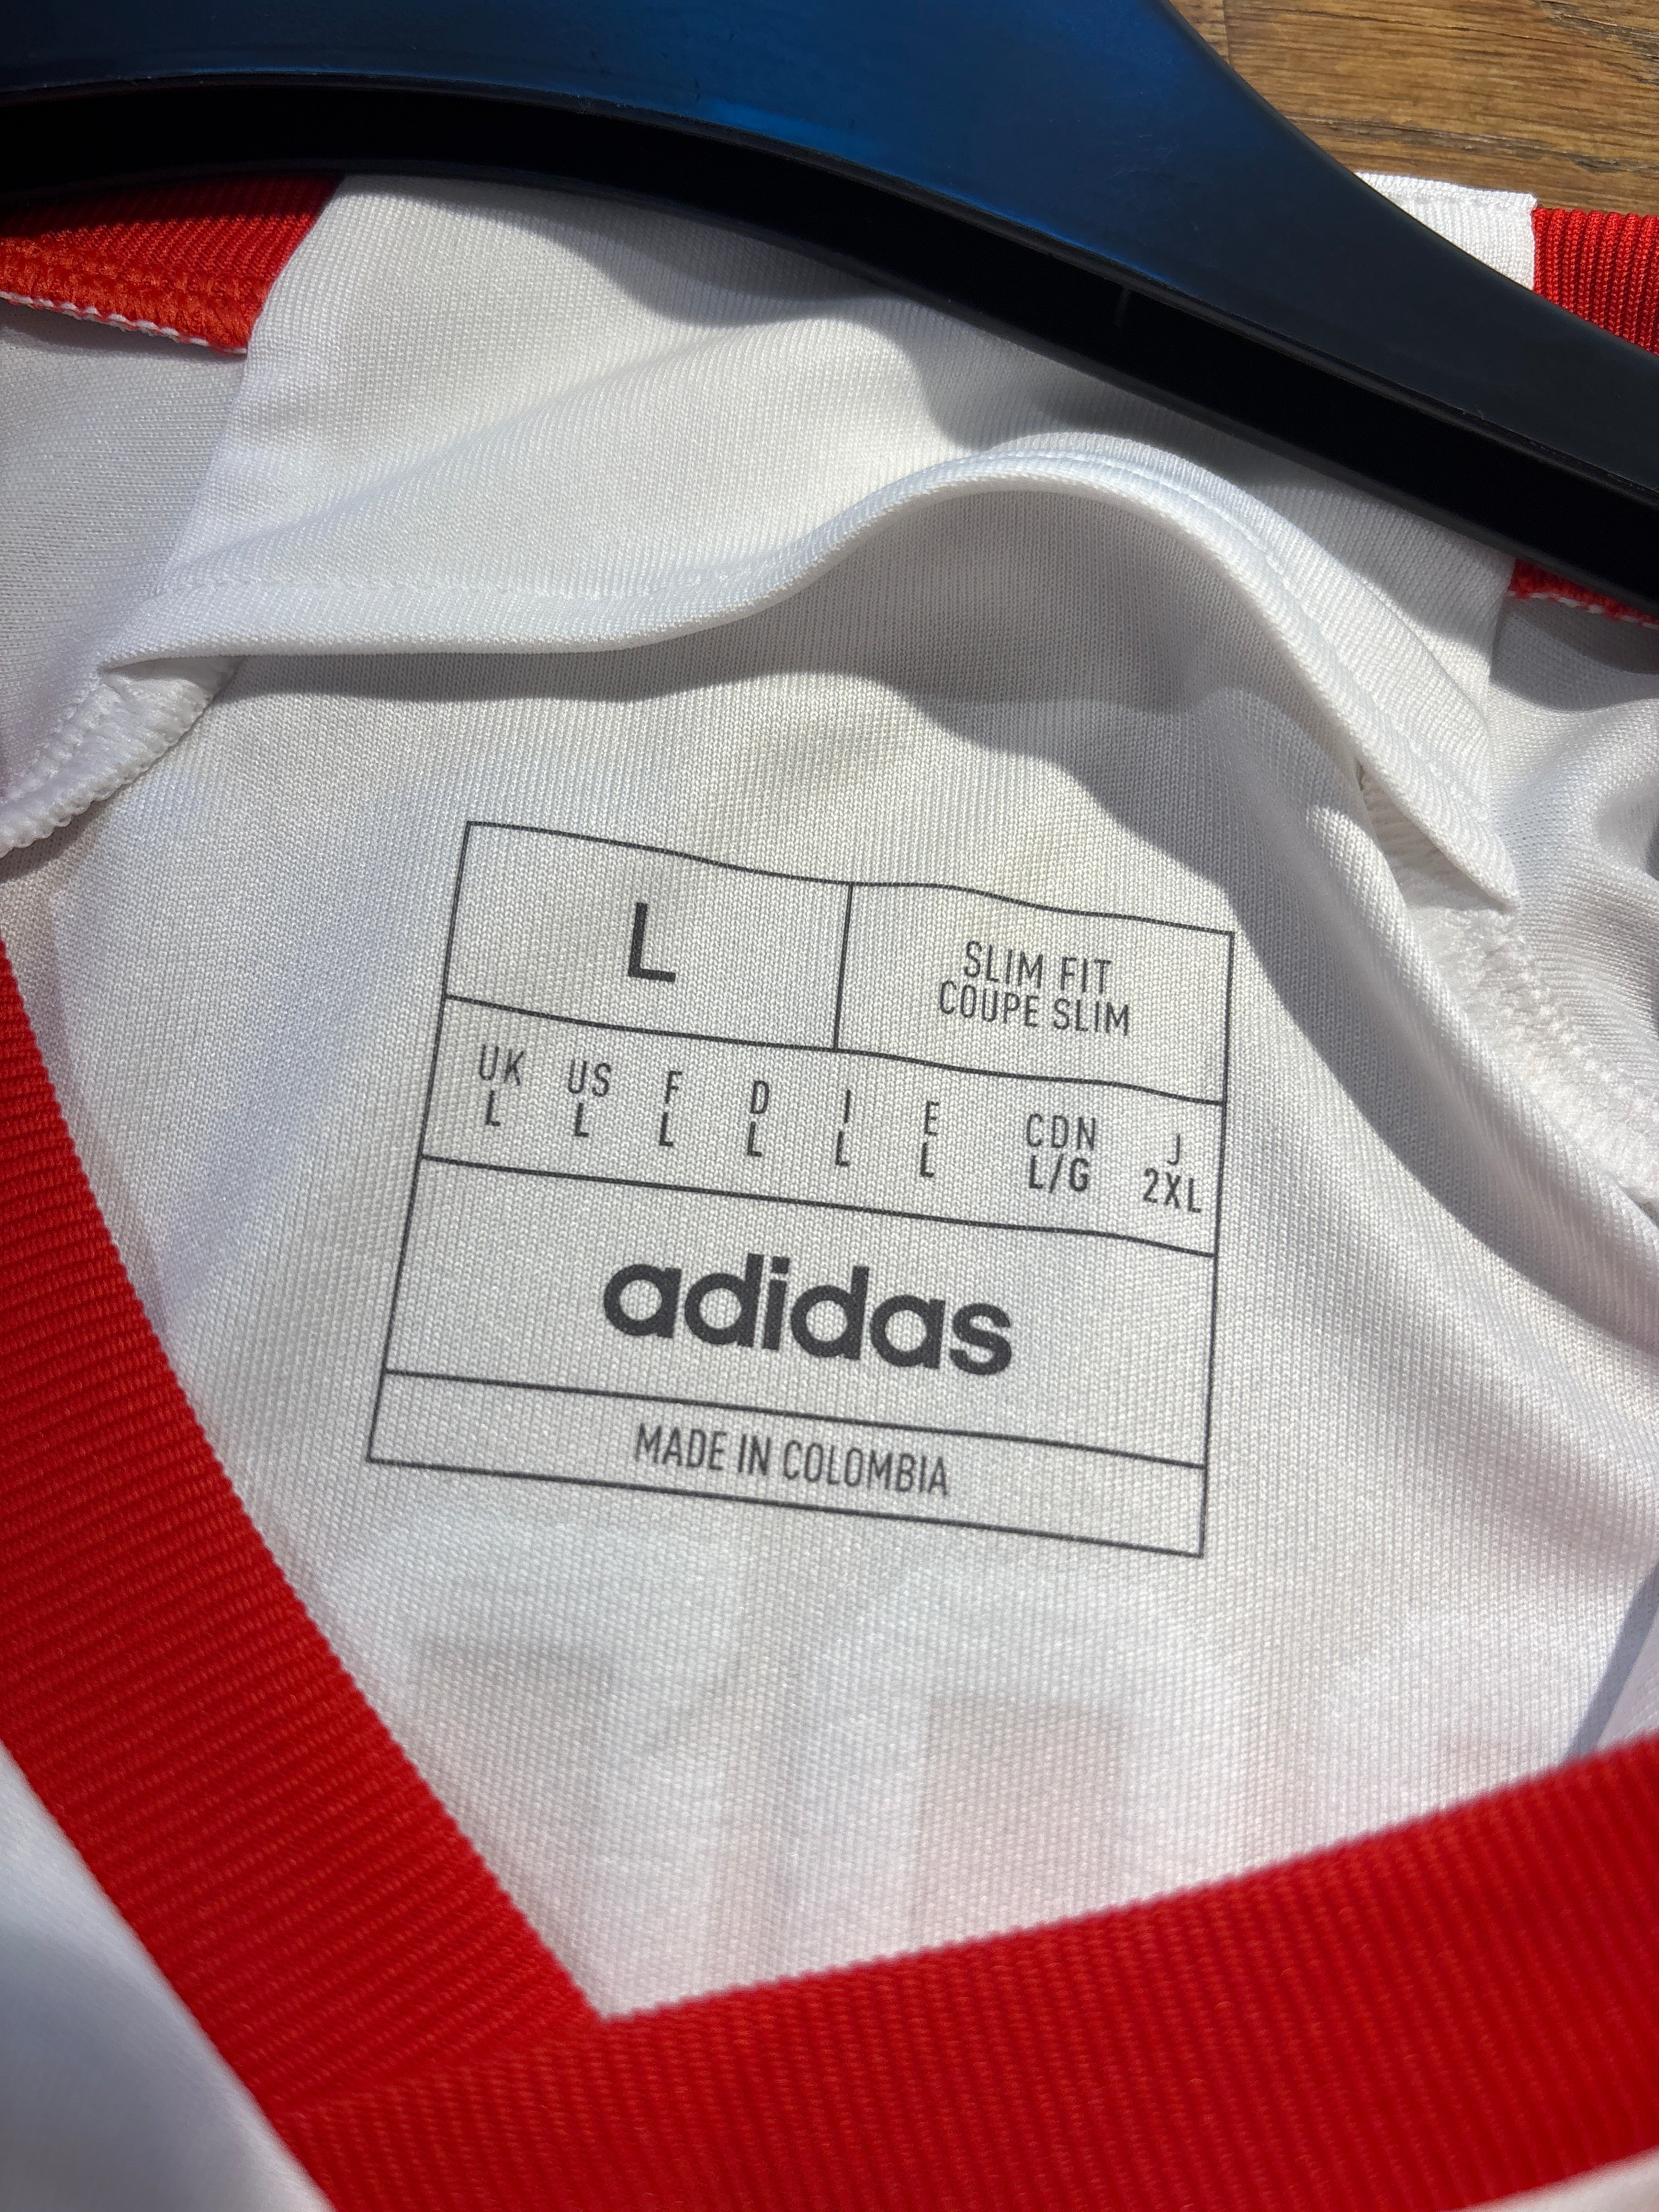 L
SLIM FIT
COUPE SLIM
UK US F D I E CDN J
L L L L L L L/G 2XL
adidas
MADE IN COLOMBIA